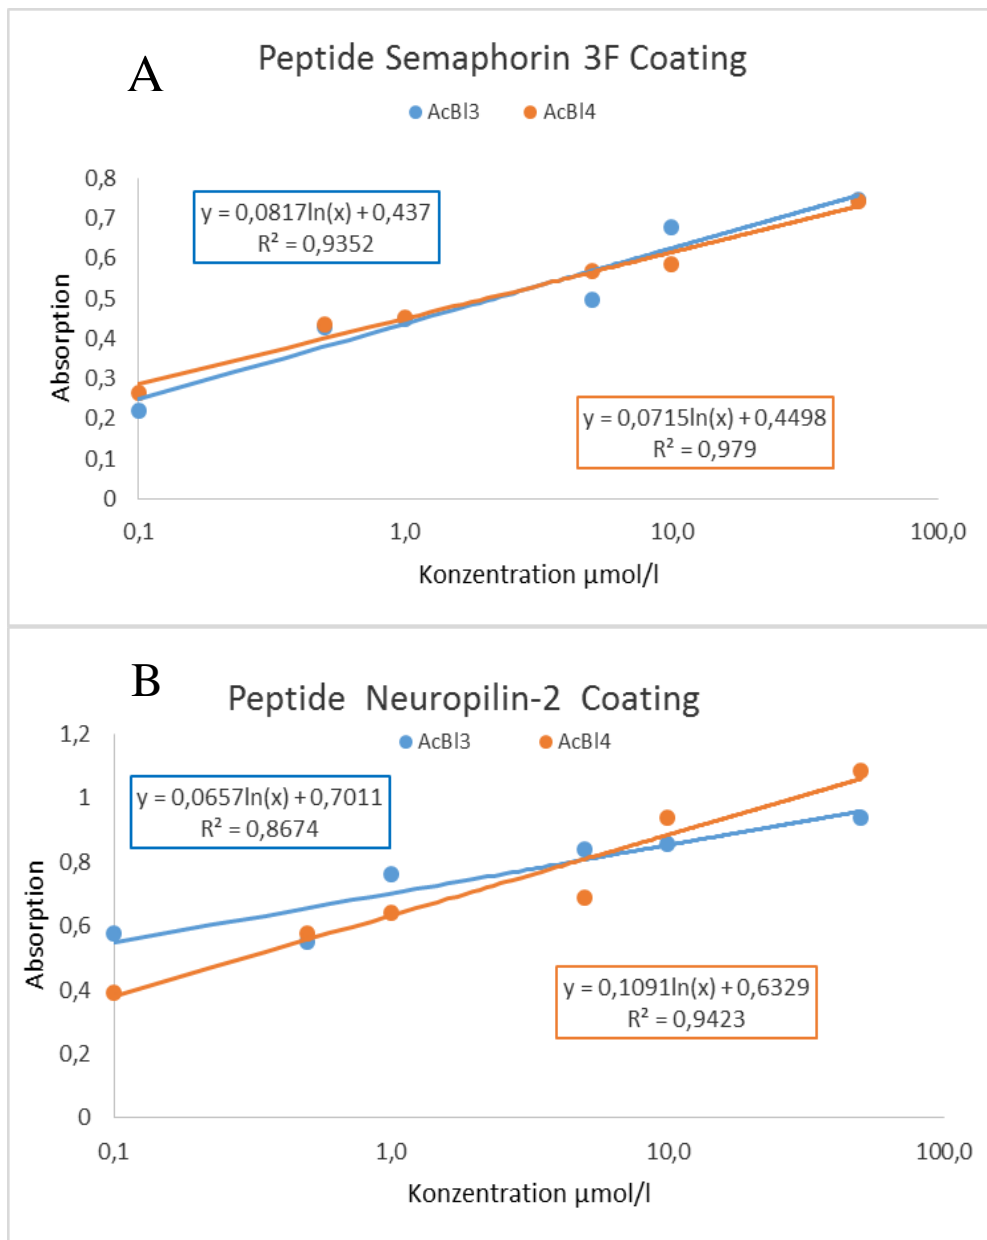 A
Peptide Semaphorin 3F Coating
AcBl3 AcBl4
0,8
0,7
0,6
0,5
0,4
0,3
0,2
0,1
0
Absorption
y = 0,0817ln(x) + 0,437
R² = 0,9352
y = 0,0715ln(x) + 0,4498
R² = 0,979
0,1 1,0 10,0 100,0
Konzentration µmol/l
B
Peptide Neuropilin-2 Coating
AcBl3 AcBl4
1,2
1
0,8
0,6
0,4
0,2
0
Absorption
y = 0,0657ln(x) + 0,7011
R² = 0,8674
y = 0,1091ln(x) + 0,6329
R² = 0,9423
0,1 1,0 10,0 100,0
Konzentration µmol/l